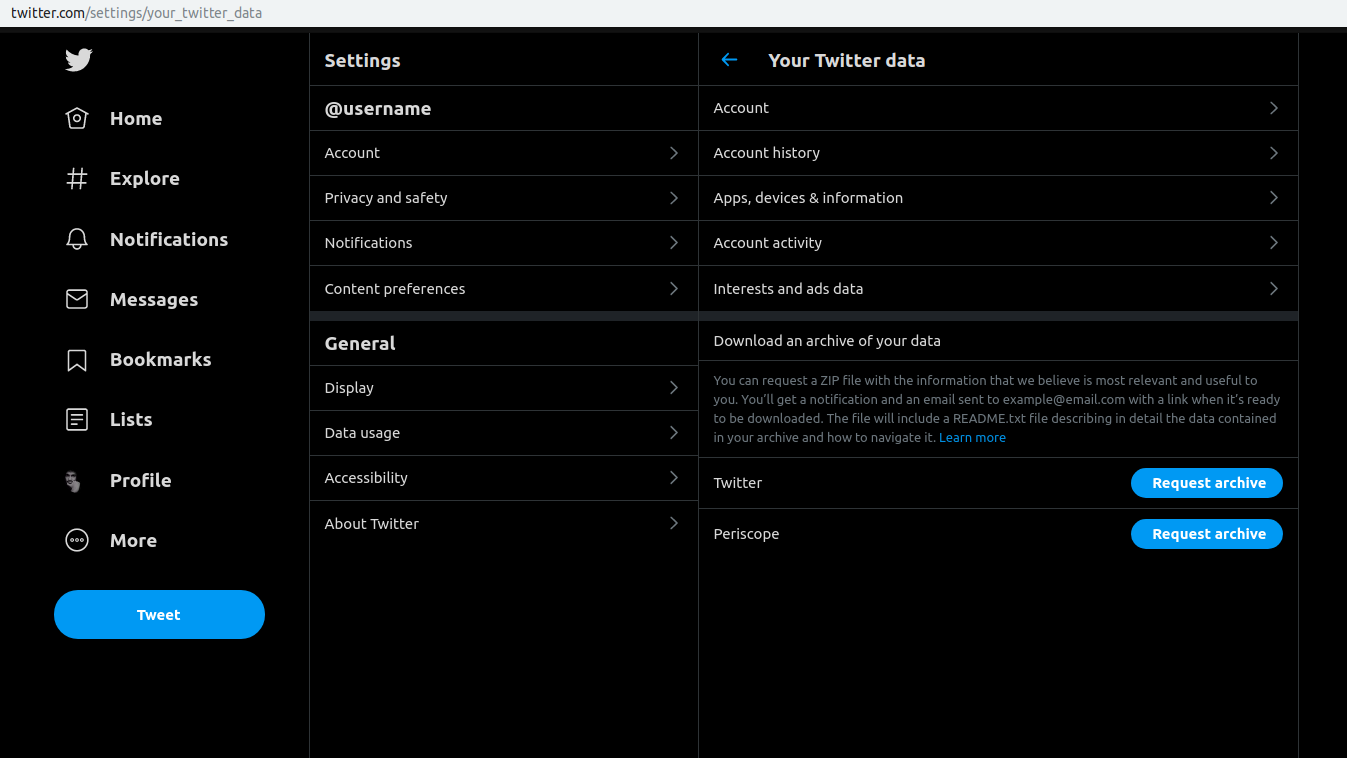 twitter.com/settings/your_twitter_data
Home
Explore
Notifications
Messages
Bookmarks
Lists
Profile
More
Tweet
Settings
@username
Account
Privacy and safety
Notifications
Content preferences
General
Display
Data usage
Accessibility
About Twitter
Your Twitter data
Account
Account history
Apps, devices & information
Account activity
Interests and ads data
Download an archive of your data
You can request a ZIP file with the information that we believe is most relevant and useful to
you. You’ll get a notification and an email sent to example@email.com with a link when it’s ready
to be downloaded. The file will include a README.txt file describing in detail the data contained
in your archive and how to navigate it. Learn more
Twitter Request archive
Periscope Request archive